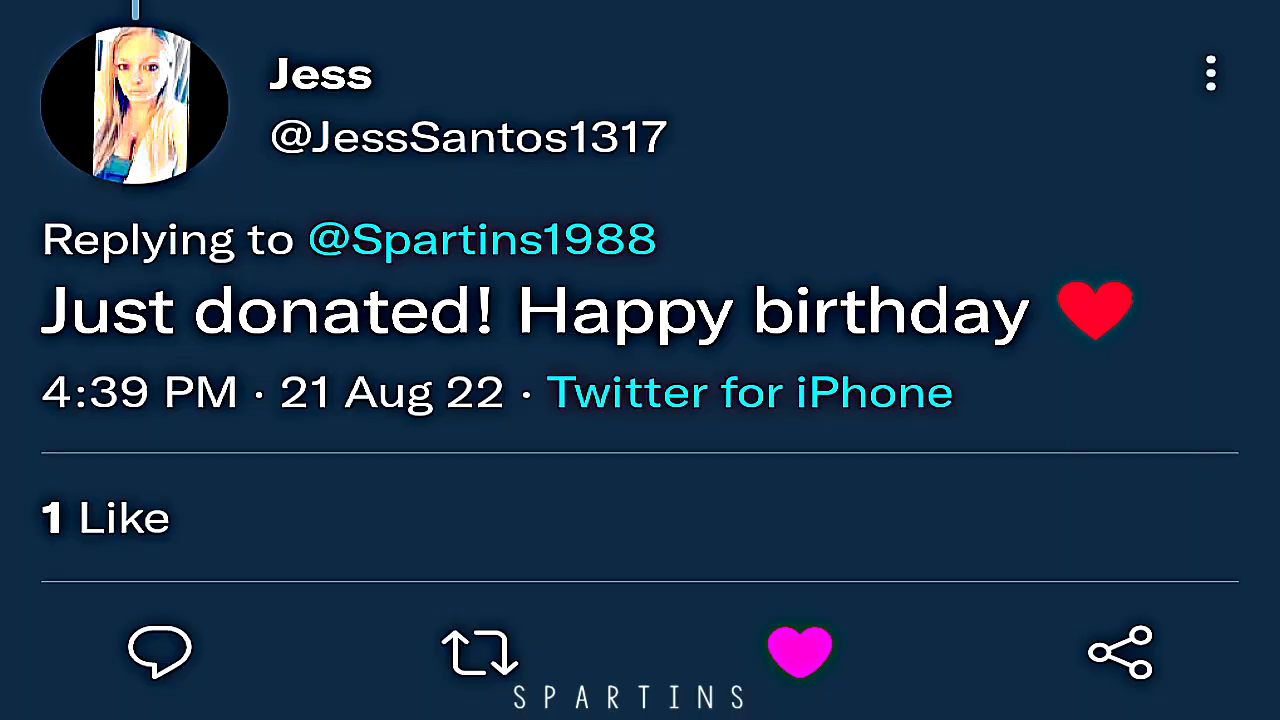 Jess
@JessSantos1317
Replying to @Spartins1988
Just donated! Happy birthday ❤️
4:39 PM · 21 Aug 22 · Twitter for iPhone
1 Like
SPARTINS